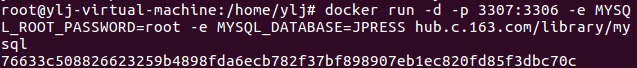 root@ylj-virtual-machine:/home/ylj# docker run -d -p 3307:3306 -e MYSQ
L_ROOT_PASSWORD=root -e MYSQL_DATABASE=JPRESS hub.c.163.com/library/my
sql
76633c508826623259b4898fda6ecb782f37bf898907eb1ec820fd85f3dbc70c